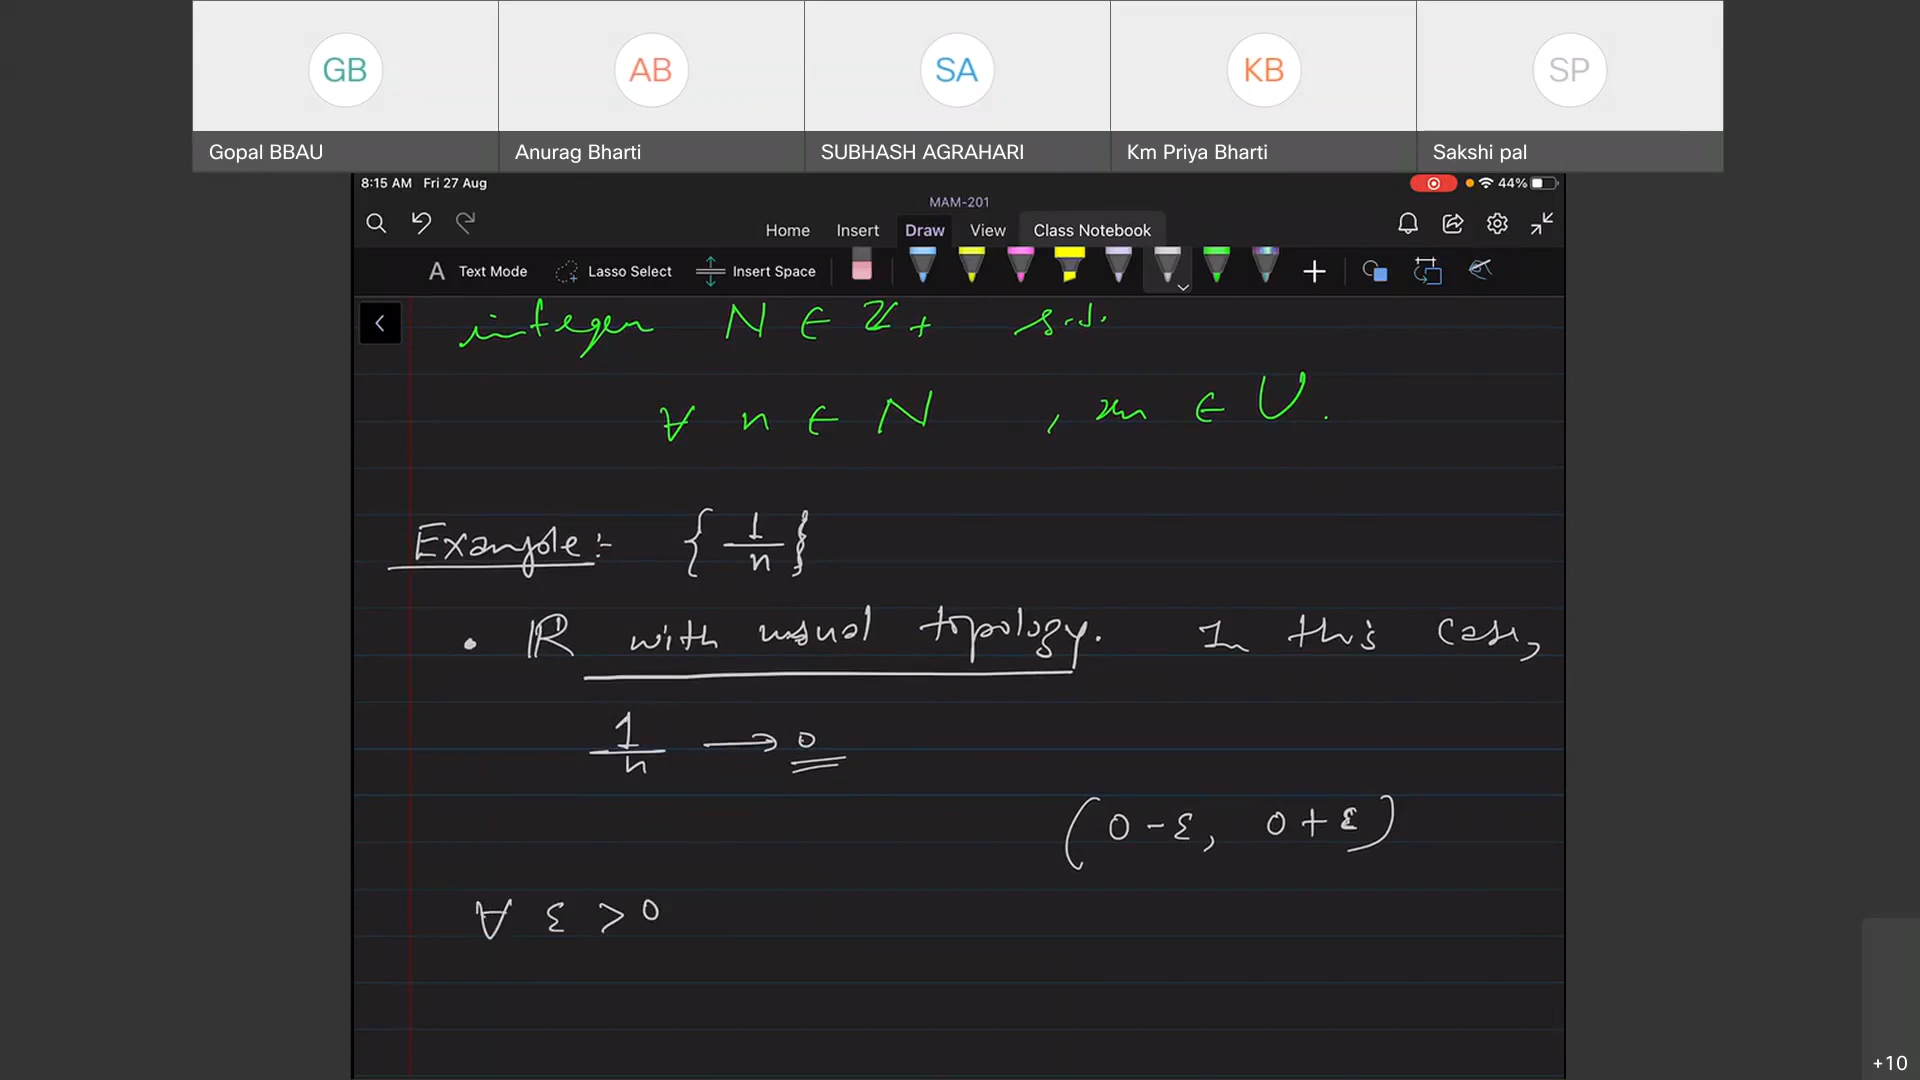 GB AB SA KB SP
Gopal BBAU Anurag Bharti SUBHASH AGRAHARI Km Priya Bharti Sakshi pal
8:15 AM Fri 27 Aug 44%
MAM-201
Home Insert Draw View Class Notebook
A Text Mode Lasso Select Insert Space
integer N ∈ ℤ+ s.t.
∀ n ∈ N , xn ∈ U.
Example:- { 1/n }
• ℝ with usual topology. In this case,
1/n → 0
(0-ε, 0+ε)
∀ ε > 0
+10